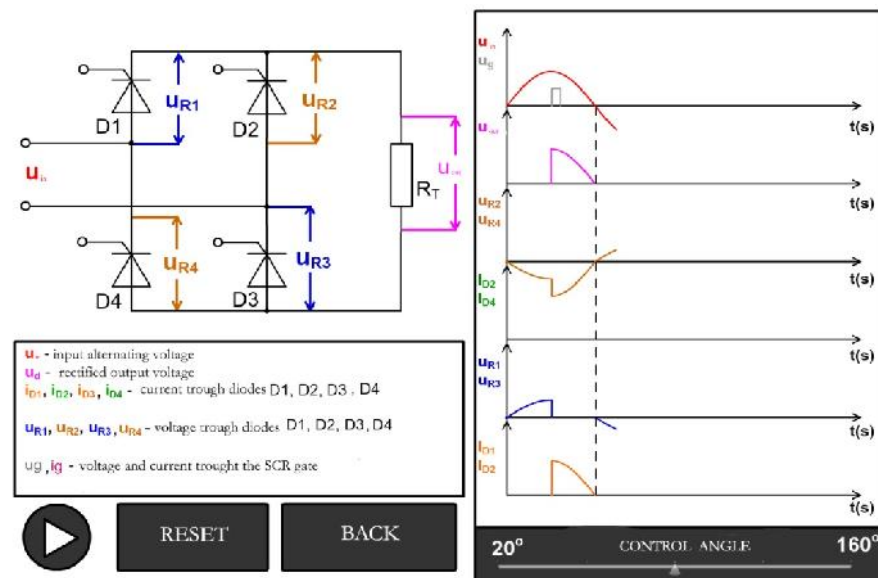 D1
uR1
D2
uR2
RT
uR4
D4
uR3
D3
- input alternating voltage
ud - rectified output voltage
iD1, iD2, iD3, iD4 - current trough diodes D1, D2, D3 , D4
uR1, uR2, uR3, uR4 - voltage trough diodes D1, D2, D3, D4
ug , ig - voltage and current trought the SCR gate
RESET
BACK
ug
t(s)
t(s)
uR2
uR4
t(s)
iD2
iD4
t(s)
uR1
uR3
t(s)
iD1
iD2
t(s)
20° CONTROL ANGLE 160°